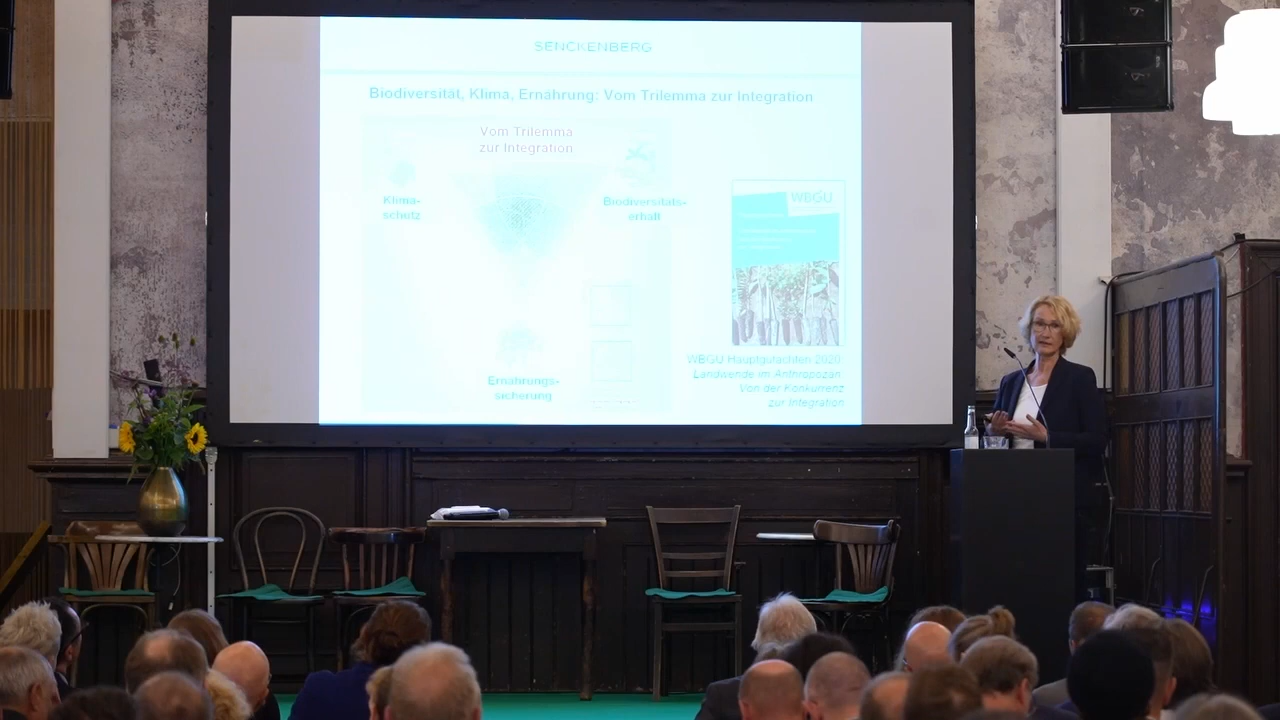 SENCKENBERG
Biodiversität, Klima, Ernährung: Vom Trilemma zur Integration
Vom Trilemma
zur Integration
Klima-
schutz
Biodiversitäts-
erhalt
WBGU
Ernährungs-
sicherung
WBGU Hauptgutachten 2020:
Landwende im Anthropozän:
Von der Konkurrenz
zur Integration